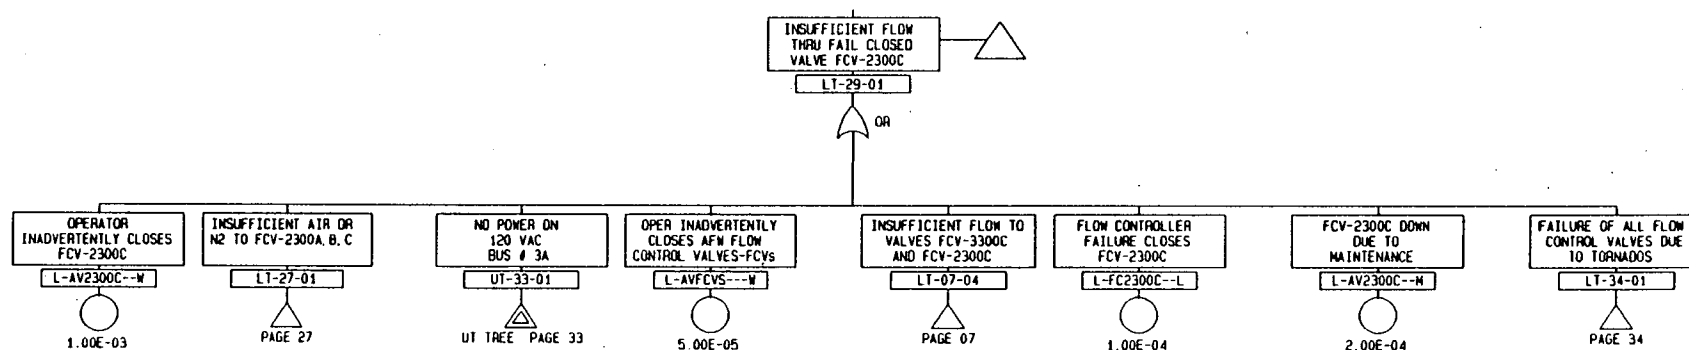 INSUFFICIENT FLOW
THRU FAIL CLOSED
VALVE FCV-2300C
LT-29-01
OR
OPERATOR
INADVERTENTLY CLOSES
FCV-2300C
L-AV2300C--W
1.00E-03
INSUFFICIENT AIR OR
N2 TO FCV-2300A,B,C
LT-27-01
PAGE 27
NO POWER ON
120 VAC
BUS # 3A
UT-33-01
UT TREE PAGE 33
OPER INADVERTENTLY
CLOSES AFW FLOW
CONTROL VALVES-FCVs
L-AVFCVS---W
5.00E-05
INSUFFICIENT FLOW TO
VALVES FCV-3300C
AND FCV-2300C
LT-07-04
PAGE 07
FLOW CONTROLLER
FAILURE CLOSES
FCV-2300C
L-FC2300C--L
1.00E-04
FCV-2300C DOWN
DUE TO
MAINTENANCE
L-AV2300C--M
2.00E-04
FAILURE OF ALL FLOW
CONTROL VALVES DUE
TO TORNADOS
LT-34-01
PAGE 34